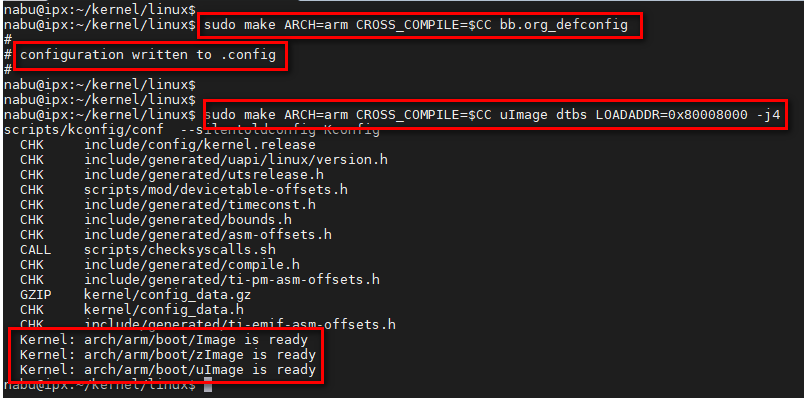 nabu@ipx:~/kernel/linux$
nabu@ipx:~/kernel/linux$ sudo make ARCH=arm CROSS_COMPILE=$CC bb.org_defconfig
#
# configuration written to .config
#
nabu@ipx:~/kernel/linux$
nabu@ipx:~/kernel/linux$
nabu@ipx:~/kernel/linux$ sudo make ARCH=arm CROSS_COMPILE=$CC uImage dtbs LOADADDR=0x80008000 -j4
scripts/kconfig/conf --silentoldconfig Kconfig
CHK include/config/kernel.release
CHK include/generated/uapi/linux/version.h
CHK include/generated/utsrelease.h
CHK scripts/mod/devicetable-offsets.h
CHK include/generated/timeconst.h
CHK include/generated/bounds.h
CHK include/generated/asm-offsets.h
CALL scripts/checksyscalls.sh
CHK include/generated/compile.h
CHK include/generated/ti-pm-asm-offsets.h
GZIP kernel/config_data.gz
CHK kernel/config_data.h
CHK include/generated/ti-emif-asm-offsets.h
Kernel: arch/arm/boot/Image is ready
Kernel: arch/arm/boot/zImage is ready
Kernel: arch/arm/boot/uImage is ready
nabu@ipx:~/kernel/linux$